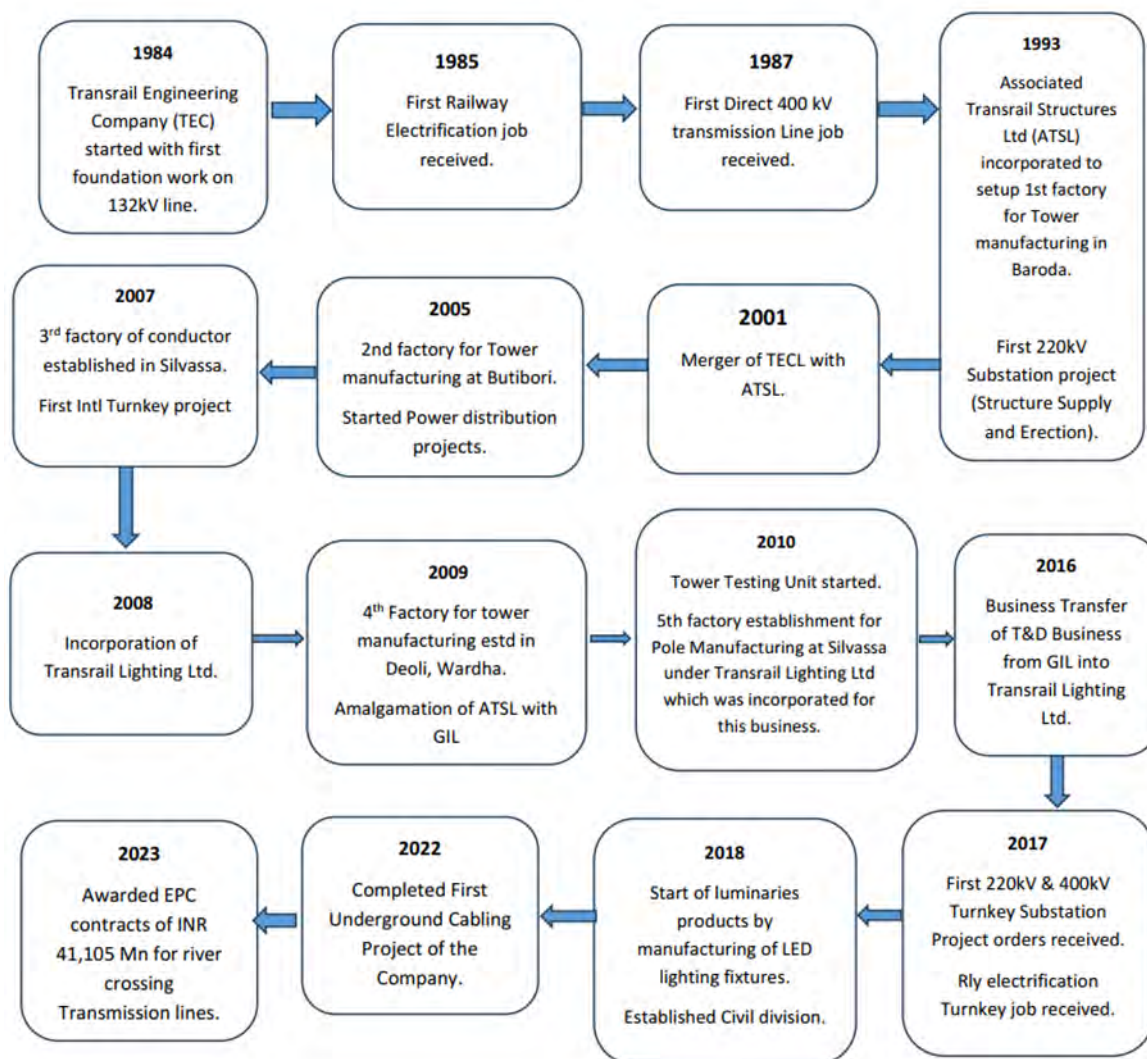 1984
Transrail Engineering
Company (TEC)
started with first
foundation work on
132kV line.
1985
First Railway
Electrification job
received.
1987
First Direct 400 kV
transmission Line job
received.
1993
Associated
Transrail Structures
Ltd (ATSL)
incorporated to
setup 1st factory
for Tower
manufacturing in
Baroda.
First 220kV
Substation project
(Structure Supply
and Erection).
2001
Merger of TECL with
ATSL.
2005
2nd factory for Tower
manufacturing at Butibori.
Started Power distribution
projects.
2007
3rd factory of conductor
established in Silvassa.
First Intl Turnkey project
2008
Incorporation of
Transrail Lighting Ltd.
2009
4th Factory for tower
manufacturing estd in
Deoli, Wardha.
Amalgamation of ATSL with
GIL
2010
Tower Testing Unit started.
5th factory establishment for
Pole Manufacturing at Silvassa
under Transrail Lighting Ltd
which was incorporated for
this business.
2016
Business Transfer
of T&D Business
from GIL into
Transrail Lighting
Ltd.
2017
First 220kV & 400kV
Turnkey Substation
Project orders received.
Rly electrification
Turnkey job received.
2018
Start of luminaries
products by
manufacturing of LED
lighting fixtures.
Established Civil division.
2022
Completed First
Underground Cabling
Project of the
Company.
2023
Awarded EPC
contracts of INR
41,105 Mn for river
crossing
Transmission lines.